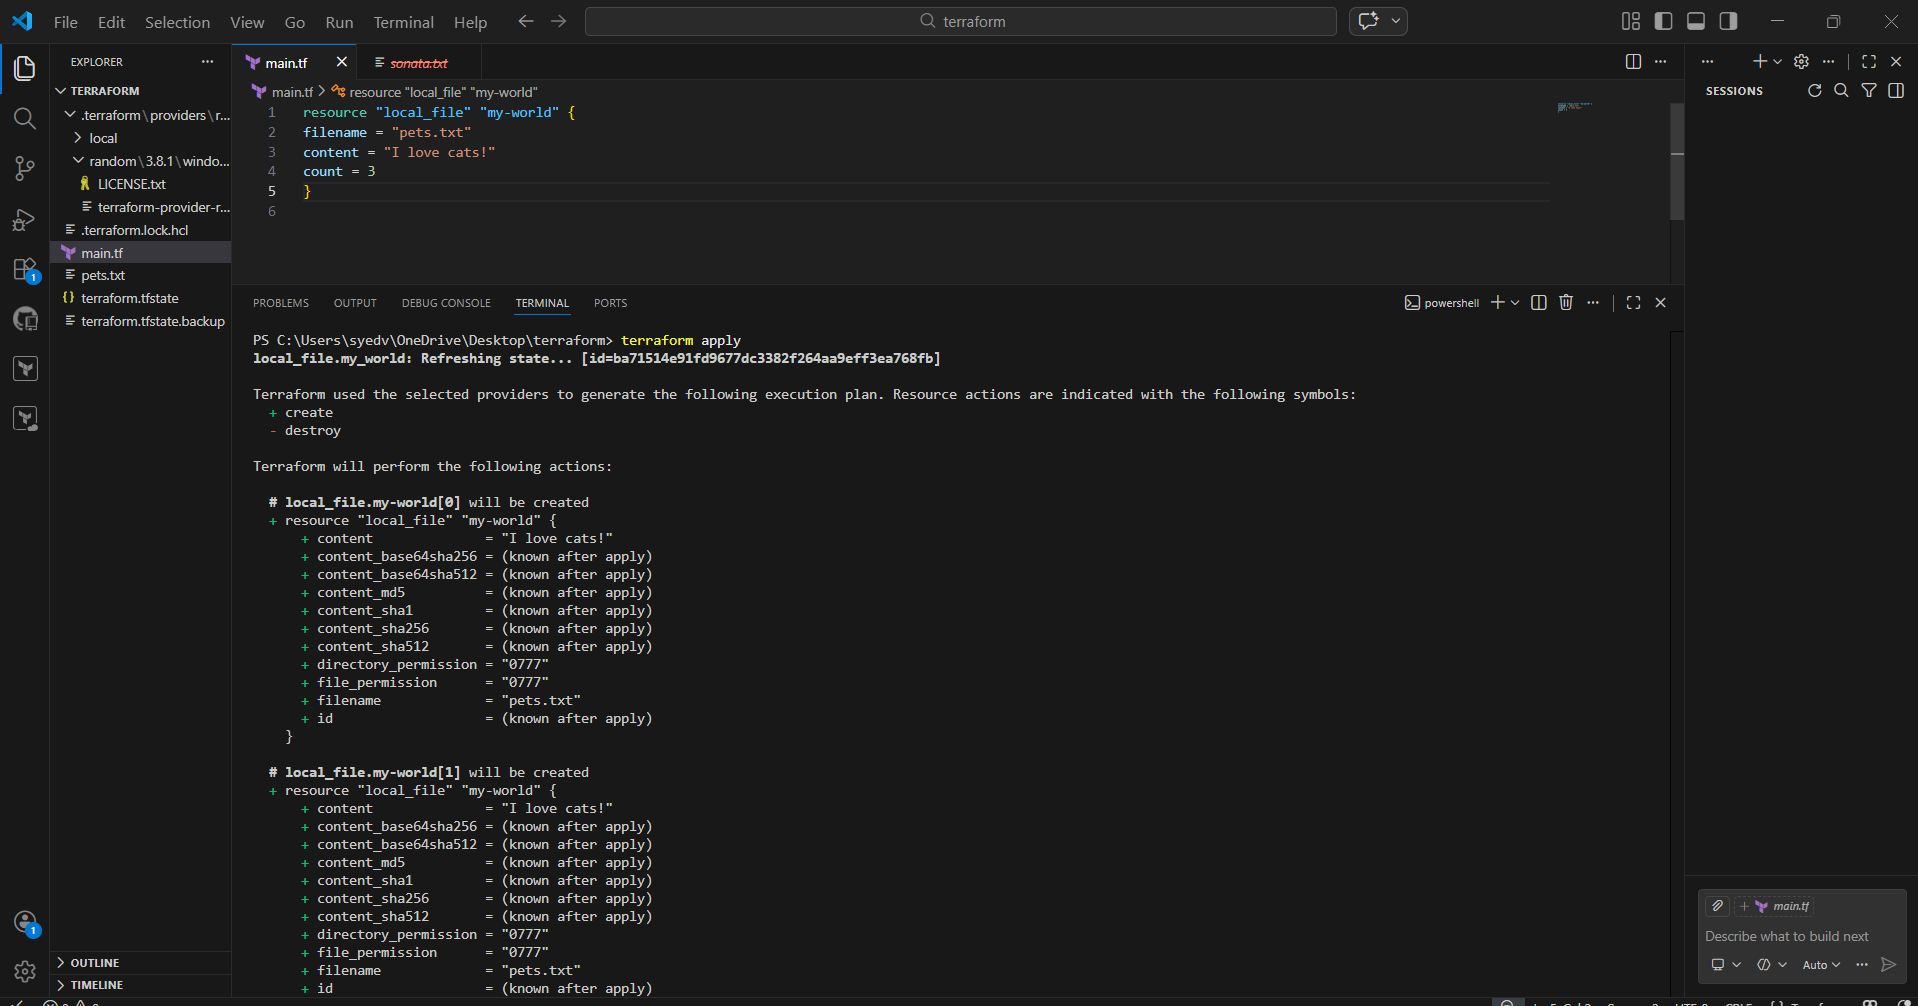 File Edit Selection View Go Run Terminal Help
terraform
EXPLORER
TERRAFORM
.terraform\providers\r...
local
random\3.8.1\windo...
LICENSE.txt
terraform-provider-r...
.terraform.lock.hcl
main.tf
pets.txt
terraform.tfstate
terraform.tfstate.backup
OUTLINE
TIMELINE
1
1
main.tf
sonata.txt
main.tf > resource "local_file" "my-world"
1 resource "local_file" "my-world" {
2 filename = "pets.txt"
3 content = "I love cats!"
4 count = 3
5 }
6
PROBLEMS OUTPUT DEBUG CONSOLE TERMINAL PORTS
powershell
PS C:\Users\syedv\OneDrive\Desktop\terraform> terraform apply
local_file.my_world: Refreshing state... [id=ba71514e91fd9677dc3382f264aa9eff3ea768fb]
Terraform used the selected providers to generate the following execution plan. Resource actions are indicated with the following symbols:
+ create
- destroy
Terraform will perform the following actions:
# local_file.my-world[0] will be created
+ resource "local_file" "my-world" {
+ content = "I love cats!"
+ content_base64sha256 = (known after apply)
+ content_base64sha512 = (known after apply)
+ content_md5 = (known after apply)
+ content_sha1 = (known after apply)
+ content_sha256 = (known after apply)
+ content_sha512 = (known after apply)
+ directory_permission = "0777"
+ file_permission = "0777"
+ filename = "pets.txt"
+ id = (known after apply)
}
# local_file.my-world[1] will be created
+ resource "local_file" "my-world" {
+ content = "I love cats!"
+ content_base64sha256 = (known after apply)
+ content_base64sha512 = (known after apply)
+ content_md5 = (known after apply)
+ content_sha1 = (known after apply)
+ content_sha256 = (known after apply)
+ content_sha512 = (known after apply)
+ directory_permission = "0777"
+ file_permission = "0777"
+ filename = "pets.txt"
+ id = (known after apply)
SESSIONS
main.tf
Describe what to build next
Auto